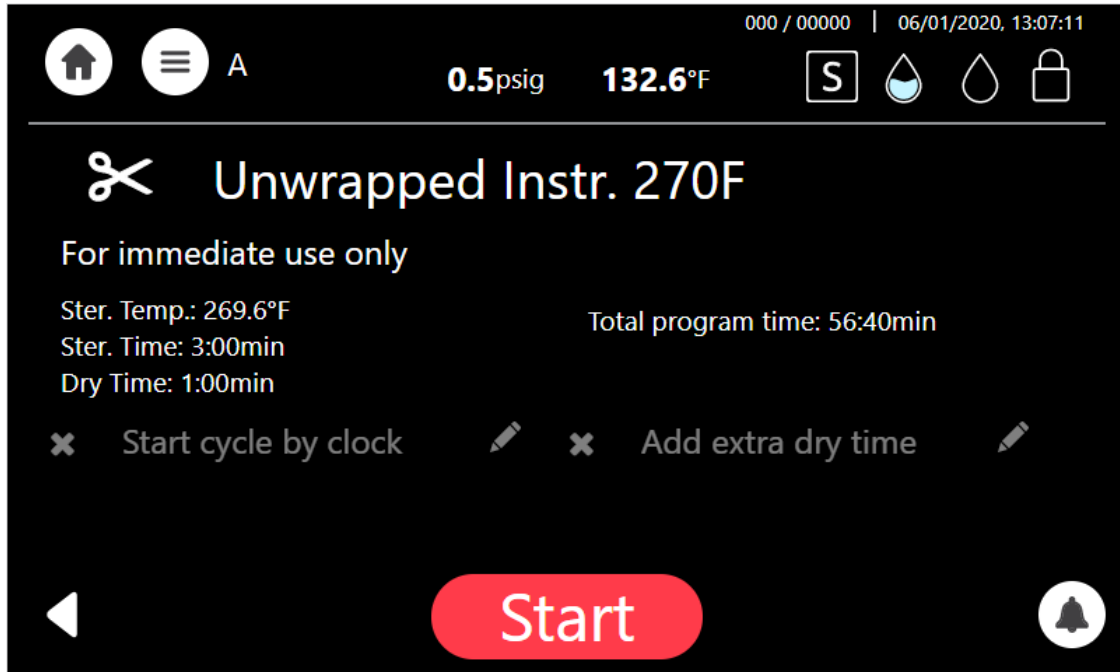 000 / 00000 | 06/01/2020, 13:07:11
A 0.5psig 132.6°F S
Unwrapped Instr. 270F
For immediate use only
Ster. Temp.: 269.6°F
Total program time: 56:40min
Ster. Time: 3:00min
Dry Time: 1:00min
Start cycle by clock Add extra dry time
Start